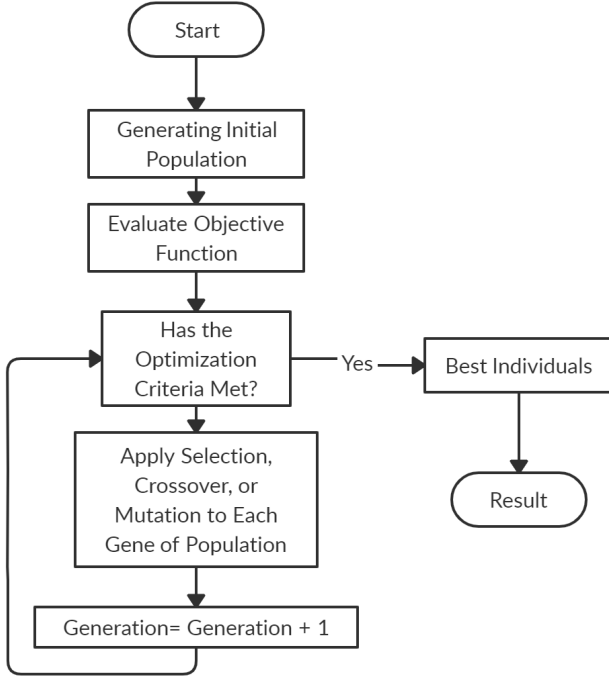 Start
Generating Initial
Population
Evaluate Objective
Function
Has the
Optimization
Criteria Met?
Yes
Best Individuals
Apply Selection,
Crossover, or
Mutation to Each
Gene of Population
Result
Generation= Generation + 1